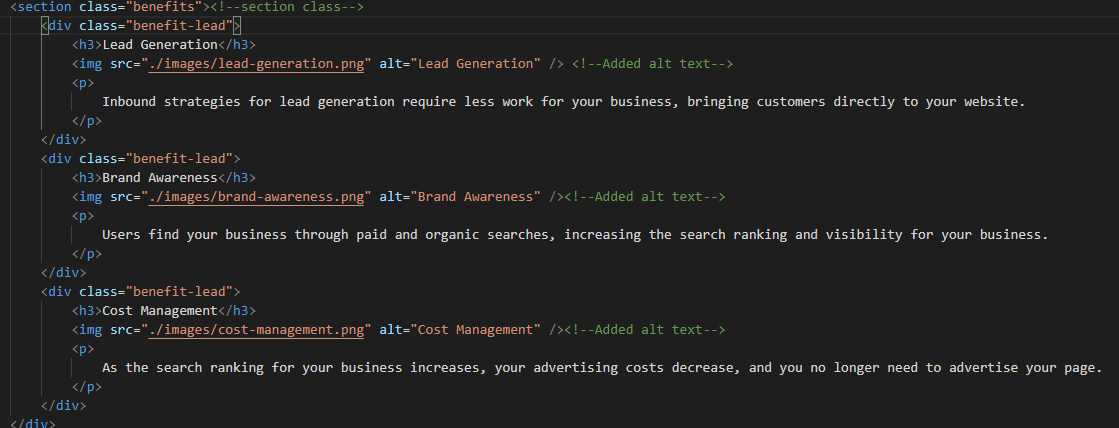 <section class="benefits"><!--section class-->
<div class="benefit-lead">
<h3>Lead Generation</h3>
<img src="./images/lead-generation.png" alt="Lead Generation" /> <!--Added alt text-->
<p>
Inbound strategies for lead generation require less work for your business, bringing customers directly to your website.
</p>
</div>
<div class="benefit-lead">
<h3>Brand Awareness</h3>
<img src="./images/brand-awareness.png" alt="Brand Awareness" /><!--Added alt text-->
<p>
Users find your business through paid and organic searches, increasing the search ranking and visibility for your business.
</p>
</div>
<div class="benefit-lead">
<h3>Cost Management</h3>
<img src="./images/cost-management.png" alt="Cost Management" /><!--Added alt text-->
<p>
As the search ranking for your business increases, your advertising costs decrease, and you no longer need to advertise your page.
</p>
</div>
</div>